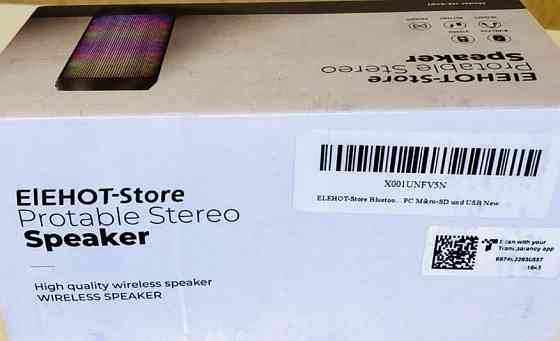 ElEHOT-Store
Protable Stereo
Speaker
ElEHOT-Store
Protable Stereo
Speaker
High quality wireless speaker
WIRELESS SPEAKER
X001UNFV5N
ElEHOT-Store Bluetoo... PC Mikro-SD und USB New
Scan with your
Transparency app